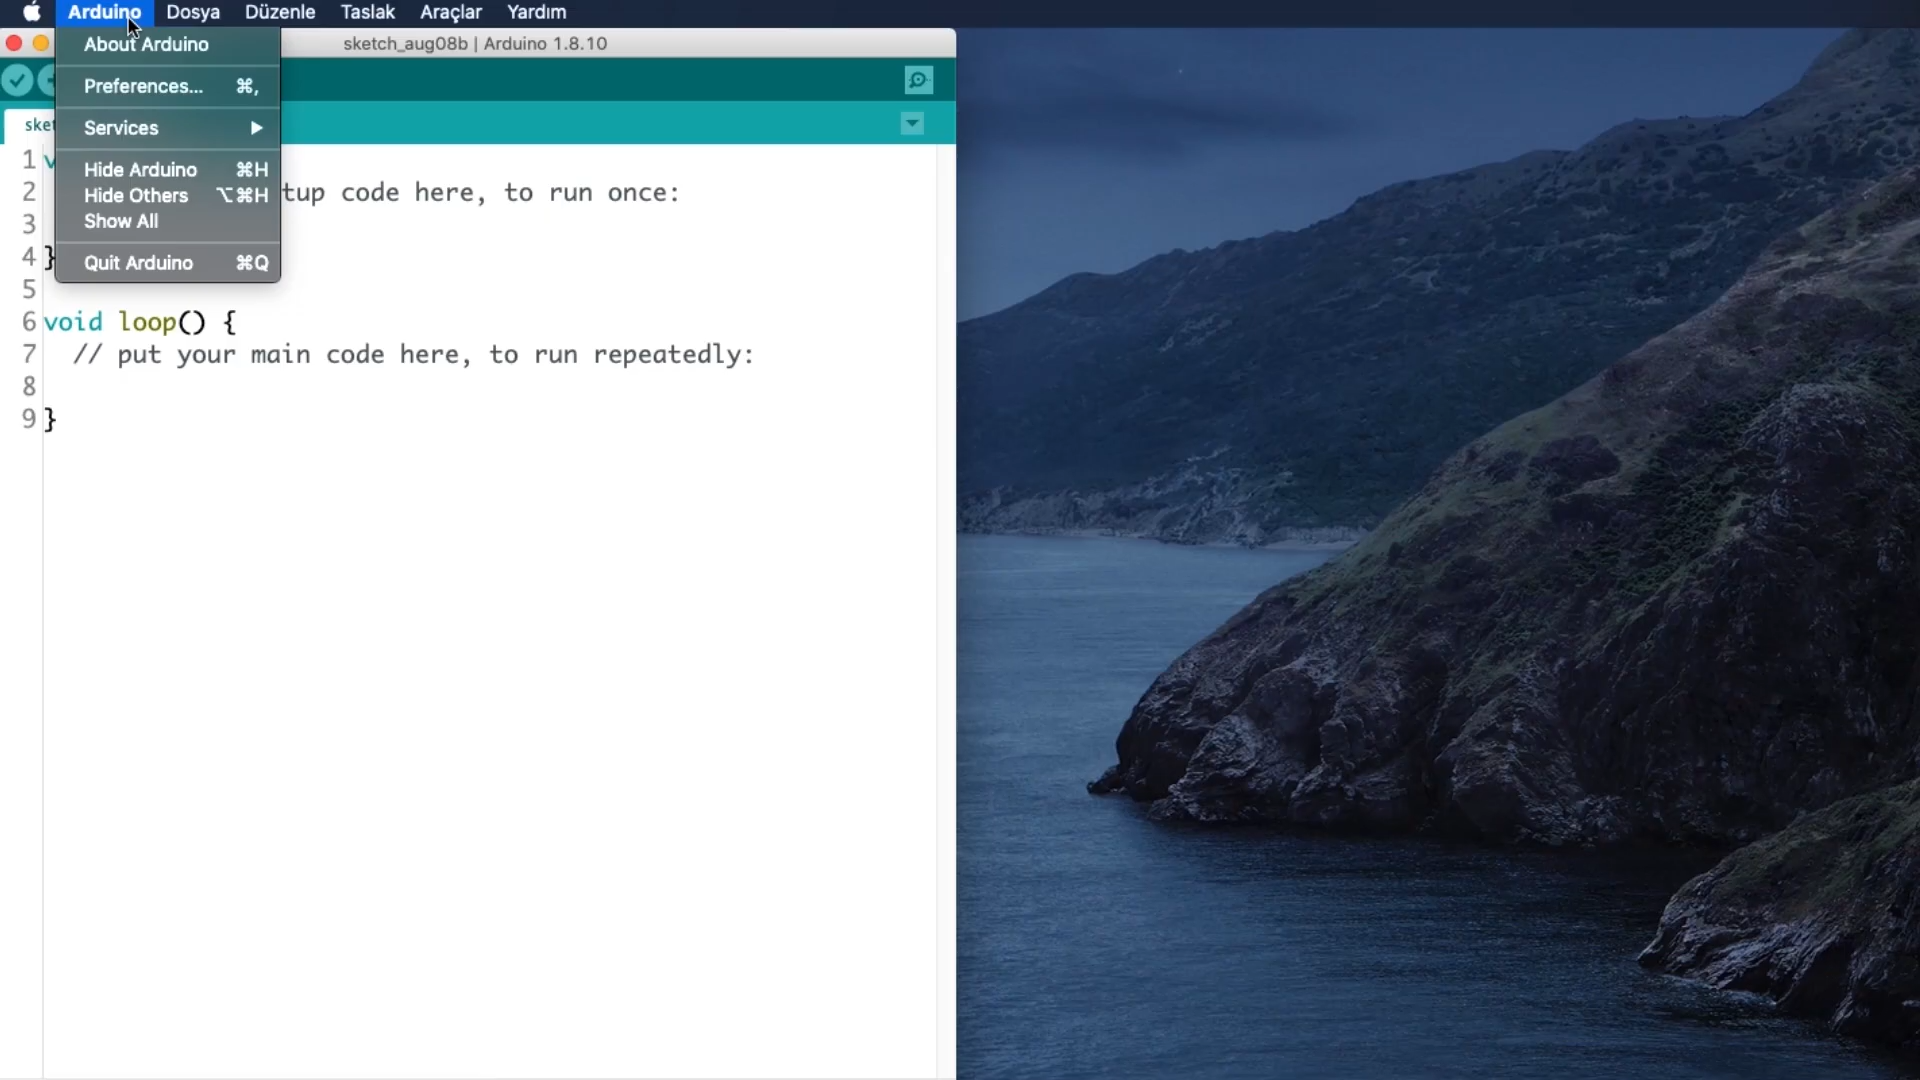 Arduino Dosya Düzenle Taslak Araçlar Yardım
sketch_aug08b | Arduino 1.8.10
About Arduino
Preferences... ⌘,
Services ▶
Hide Arduino ⌘H
Hide Others ⌥⌘H
Show All
Quit Arduino ⌘Q
sket
1 v
2 tup code here, to run once:
3
4 }
5
6 void loop() {
7 // put your main code here, to run repeatedly:
8
9 }